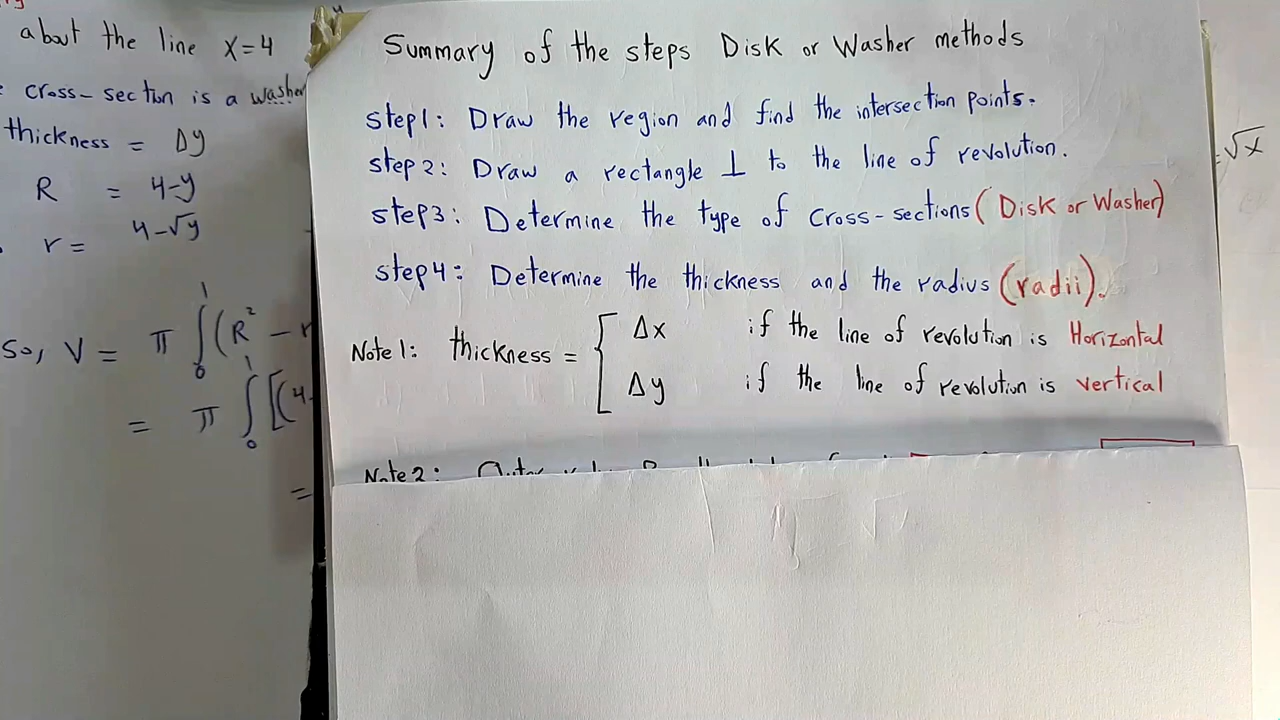 about the line x=4
cross-section is a washer
thickness = Δy
R = 4-y
r = 4-√y
So, V = π ∫₀¹ (R² - r
= π ∫₀¹ [(4-
=
Summary of the steps Disk or Washer methods
step1: Draw the region and find the intersection points.
step2: Draw a rectangle ⊥ to the line of revolution.
step3: Determine the type of cross-sections (Disk or Washer)
step4: Determine the thickness and the radius (radii).
Note1: thickness = { Δx if the line of revolution is Horizontal
Δy if the line of revolution is vertical
Note2:
=√x